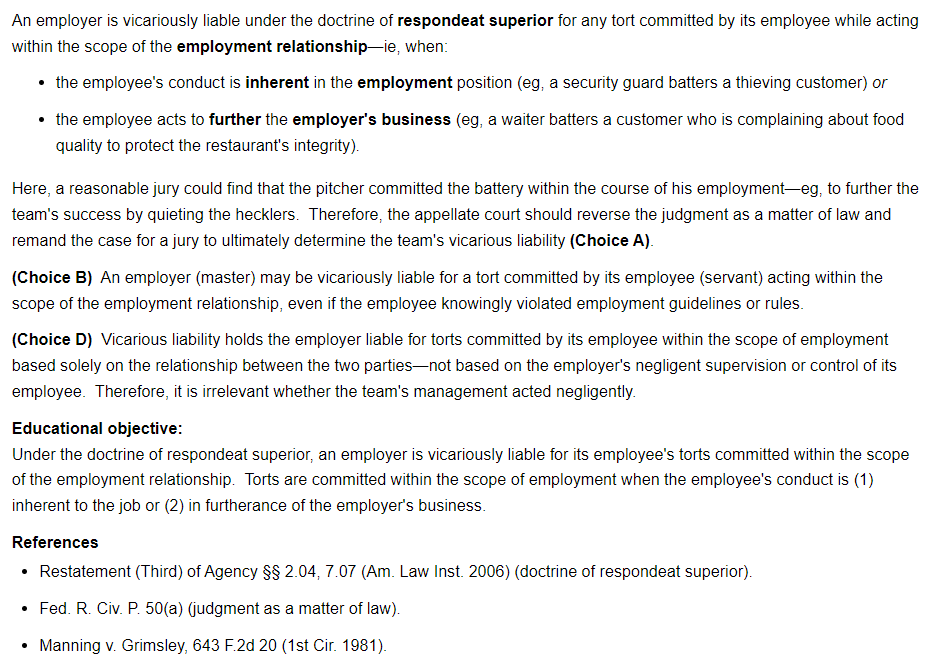 An employer is vicariously liable under the doctrine of respondeat superior for any tort committed by its employee while acting
within the scope of the employment relationship—ie, when:
• the employee's conduct is inherent in the employment position (eg, a security guard batters a thieving customer) or
• the employee acts to further the employer's business (eg, a waiter batters a customer who is complaining about food
quality to protect the restaurant's integrity).
Here, a reasonable jury could find that the pitcher committed the battery within the course of his employment—eg, to further the
team's success by quieting the hecklers. Therefore, the appellate court should reverse the judgment as a matter of law and
remand the case for a jury to ultimately determine the team's vicarious liability (Choice A).
(Choice B) An employer (master) may be vicariously liable for a tort committed by its employee (servant) acting within the
scope of the employment relationship, even if the employee knowingly violated employment guidelines or rules.
(Choice D) Vicarious liability holds the employer liable for torts committed by its employee within the scope of employment
based solely on the relationship between the two parties—not based on the employer's negligent supervision or control of its
employee. Therefore, it is irrelevant whether the team's management acted negligently.
Educational objective:
Under the doctrine of respondeat superior, an employer is vicariously liable for its employee's torts committed within the scope
of the employment relationship. Torts are committed within the scope of employment when the employee's conduct is (1)
inherent to the job or (2) in furtherance of the employer's business.
References
• Restatement (Third) of Agency §§ 2.04, 7.07 (Am. Law Inst. 2006) (doctrine of respondeat superior).
• Fed. R. Civ. P. 50(a) (judgment as a matter of law).
• Manning v. Grimsley, 643 F.2d 20 (1st Cir. 1981).